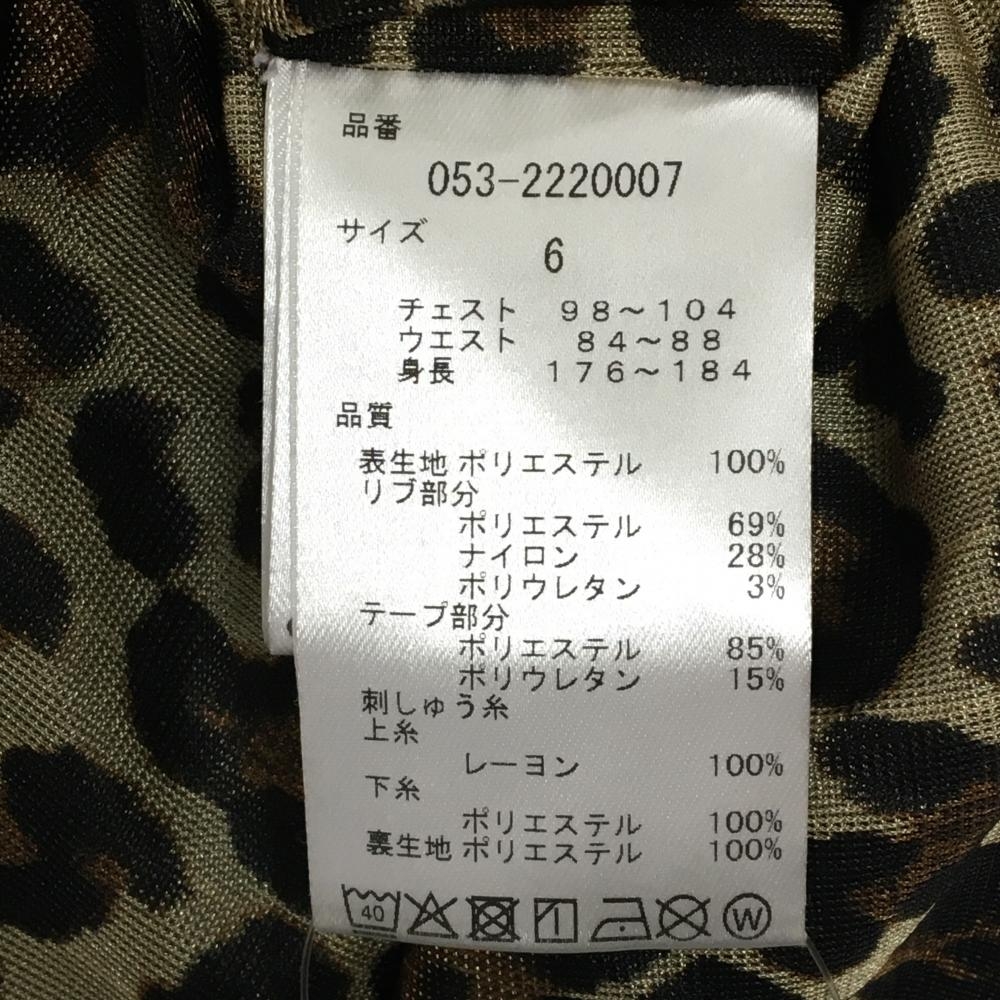 品番
053-2220007
サイズ
6
チェスト 98～104
ウエスト 84～88
身長 176～184
品質
表生地 ポリエステル 100%
リブ部分
ポリエステル 69%
ナイロン 28%
ポリウレタン 3%
テープ部分
ポリエステル 85%
ポリウレタン 15%
刺しゅう糸
上糸
レーヨン 100%
下糸
ポリエステル 100%
裏生地 ポリエステル 100%
40 W